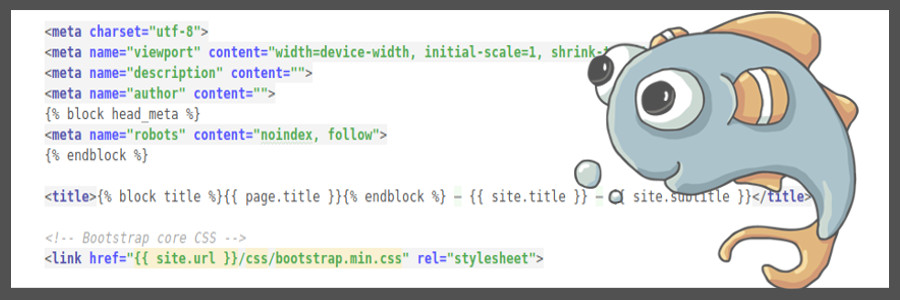 <meta charset="utf-8">
<meta name="viewport" content="width=device-width, initial-scale=1,
<meta name="description" content="">
<meta name="author" content="">
{% block head_meta %}
<meta name="robots" content="noindex, follow">
{% endblock %}
<title>{% block title %}{{ page.title }}{% endblock %} — {{ site.title }} — {{ site.subtitle }}</title>
<!-- Bootstrap core CSS -->
<link href="{{ site.url }}/css/bootstrap.min.css" rel="stylesheet">